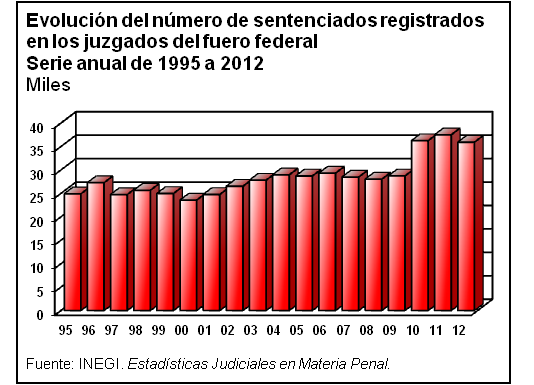 Evolución del número de sentenciados registrados
en los juzgados del fuero federal
Serie anual de 1995 a 2012
Miles
40
35
30
25
20
15
10
5
0
95 96 97 98 99 00 01 02 03 04 05 06 07 08 09 10 11 12
Fuente: INEGI. Estadísticas Judiciales en Materia Penal.